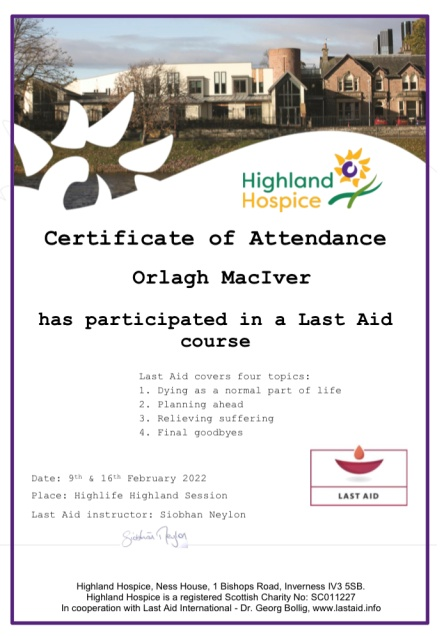 Highland
Hospice
Certificate of Attendance
Orlagh MacIver
has participated in a Last Aid
course
Last Aid covers four topics:
1. Dying as a normal part of life
2. Planning ahead
3. Relieving suffering
4. Final goodbyes
Date: 9th & 16th February 2022
Place: Highlife Highland Session
Last Aid instructor: Siobhan Neylon
Siobhán Neylon
LAST AID
Highland Hospice, Ness House, 1 Bishops Road, Inverness IV3 5SB.
Highland Hospice is a registered Scottish Charity No: SC011227
In cooperation with Last Aid International - Dr. Georg Bollig, www.lastaid.info